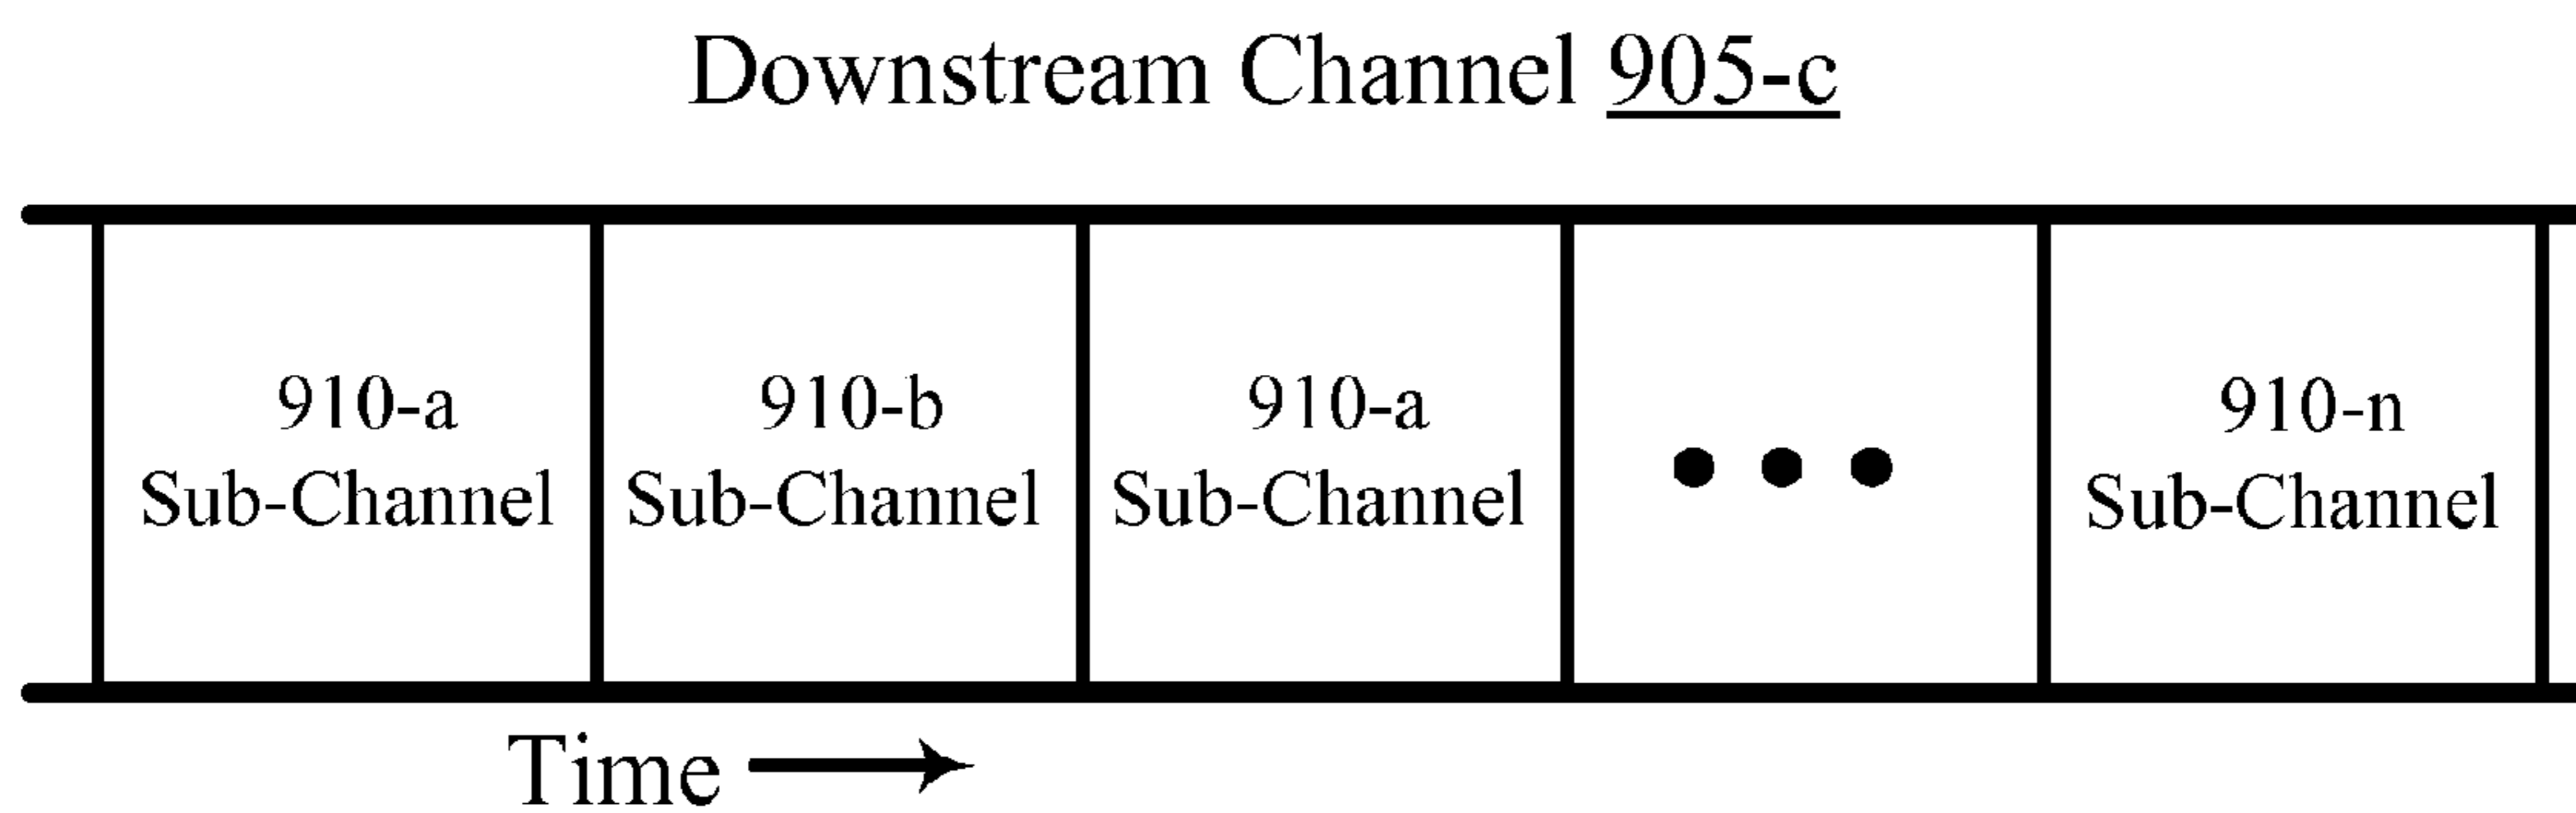 Downstream Channel 905-c
910-a
Sub-Channel
910-b
Sub-Channel
910-a
Sub-Channel
910-n
Sub-Channel
Time